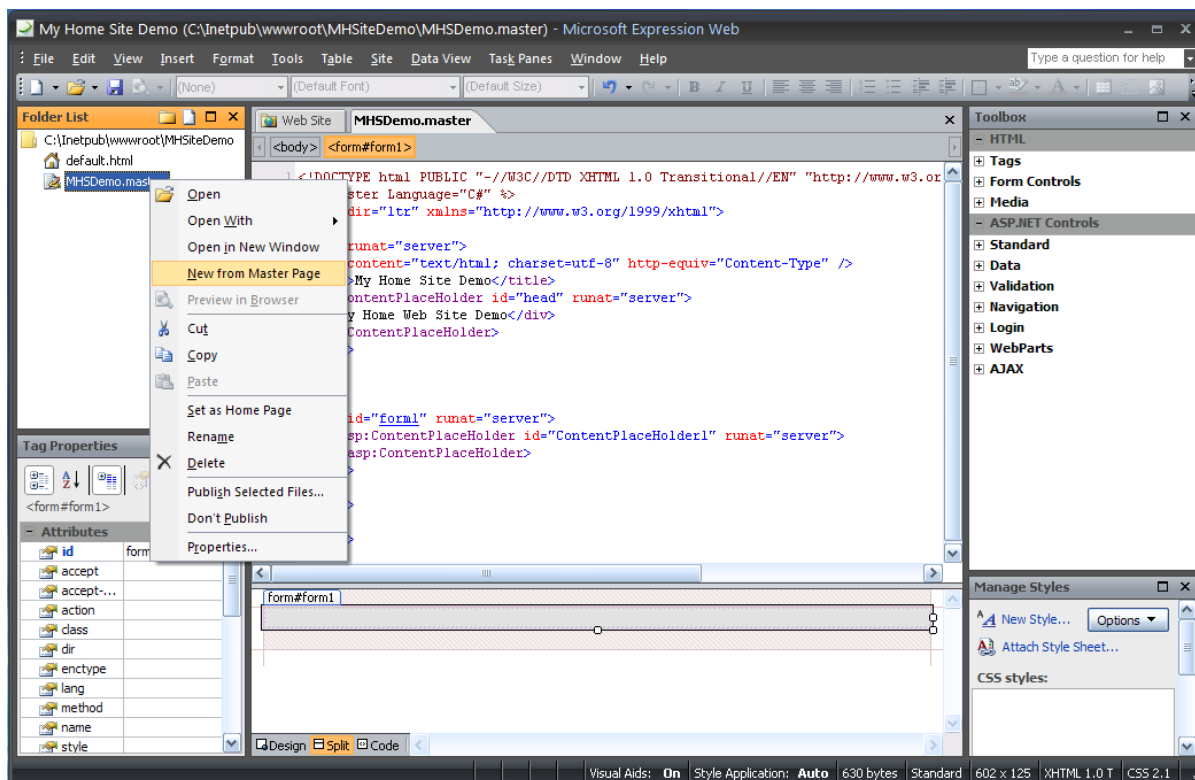 My Home Site Demo (C:\Inetpub\wwwroot\MHSiteDemo\MHSDemo.master) - Microsoft Expression Web
File Edit View Insert Format Tools Table Site Data View Task Panes Window Help
Type a question for help
(None) (Default Font) (Default Size)
Folder List
C:\Inetpub\wwwroot\MHSiteDemo
default.html
MHSDemo.mast
Open
Open With
Open in New Window
New from Master Page
Preview in Browser
Cut
Copy
Paste
Set as Home Page
Rename
Delete
Publish Selected Files...
Don't Publish
Properties...
Tag Properties
<form#form1>
Attributes
id form
accept
accept-...
action
class
dir
enctype
lang
method
name
style
Web Site MHSDemo.master
<body> <form#form1>
1 <!DOCTYPE html PUBLIC "-//W3C//DTD XHTML 1.0 Transitional//EN" "http://www.w3.or
ster Language="C#" %>
dir="ltr" xmlns="http://www.w3.org/1999/xhtml">
runat="server">
content="text/html; charset=utf-8" http-equiv="Content-Type" />
>My Home Site Demo</title>
ontentPlaceHolder id="head" runat="server">
y Home Web Site Demo</div>
ContentPlaceHolder>
>
id="form1" runat="server">
sp:ContentPlaceHolder id="ContentPlaceHolder1" runat="server">
asp:ContentPlaceHolder>
>
>
>
form#form1
Design Split Code
Toolbox
HTML
Tags
Form Controls
Media
ASP.NET Controls
Standard
Data
Validation
Navigation
Login
WebParts
AJAX
Manage Styles
New Style... Options
Attach Style Sheet...
CSS styles:
Visual Aids: On Style Application: Auto 630 bytes Standard 602 x 125 XHTML 1.0 T CSS 2.1